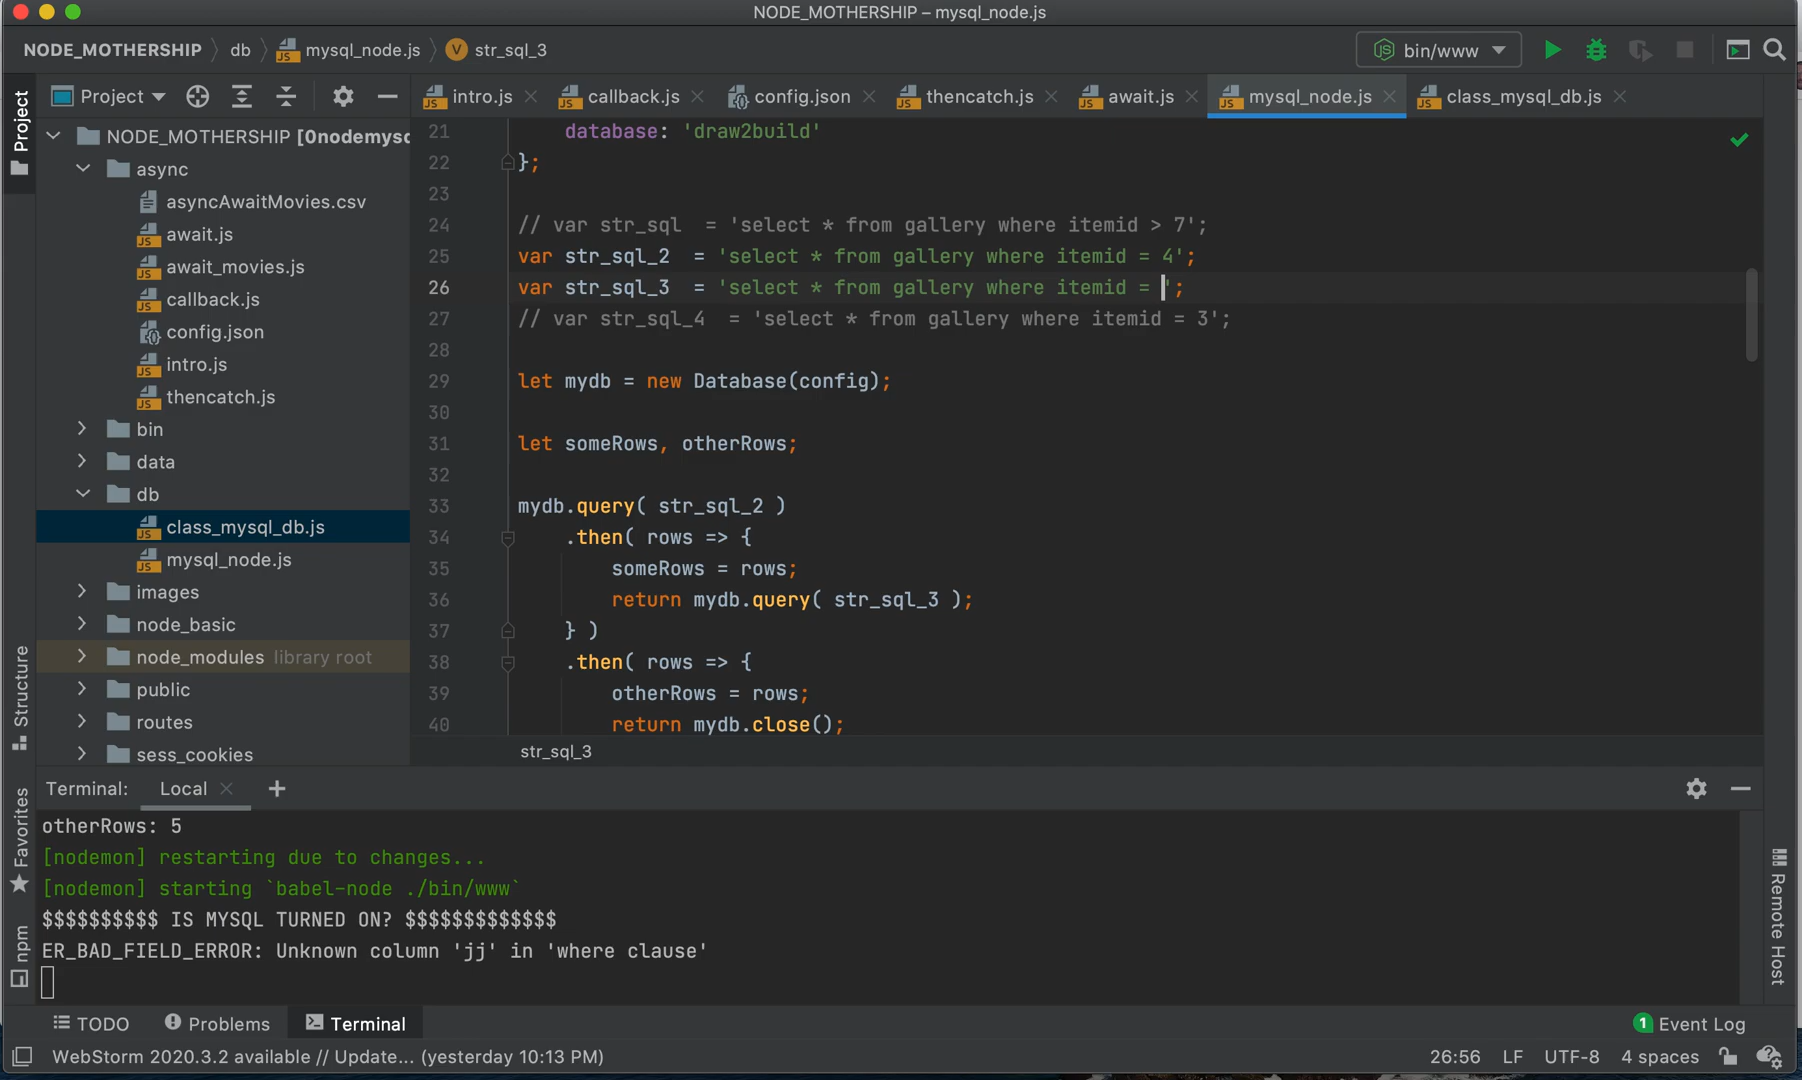 NODE_MOTHERSHIP – mysql_node.js
NODE_MOTHERSHIP db mysql_node.js V str_sql_3 bin/www
Project
Project
intro.js callback.js config.json thencatch.js await.js mysql_node.js class_mysql_db.js
NODE_MOTHERSHIP [0nodemysq
async
asyncAwaitMovies.csv
await.js
await_movies.js
callback.js
config.json
intro.js
thencatch.js
bin
data
db
class_mysql_db.js
mysql_node.js
images
node_basic
node_modules library root
public
routes
sess_cookies
21 database: 'draw2build'
22 };
23
24 // var str_sql  = 'select * from gallery where itemid > 7';
25 var str_sql_2  = 'select * from gallery where itemid = 4';
26 var str_sql_3  = 'select * from gallery where itemid = ';
27 // var str_sql_4  = 'select * from gallery where itemid = 3';
28
29 let mydb = new Database(config);
30
31 let someRows, otherRows;
32
33 mydb.query( str_sql_2 )
34 .then( rows => {
35 someRows = rows;
36 return mydb.query( str_sql_3 );
37 } )
38 .then( rows => {
39 otherRows = rows;
40 return mydb.close();
str_sql_3
Structure
Favorites
npm
Remote Host
Terminal: Local +
otherRows: 5
[nodemon] restarting due to changes...
[nodemon] starting `babel-node ./bin/www`
$$$$$$$$$$ IS MYSQL TURNED ON? $$$$$$$$$$$$$
ER_BAD_FIELD_ERROR: Unknown column 'jj' in 'where clause'
TODO Problems Terminal 1 Event Log
WebStorm 2020.3.2 available // Update... (yesterday 10:13 PM) 26:56 LF UTF-8 4 spaces